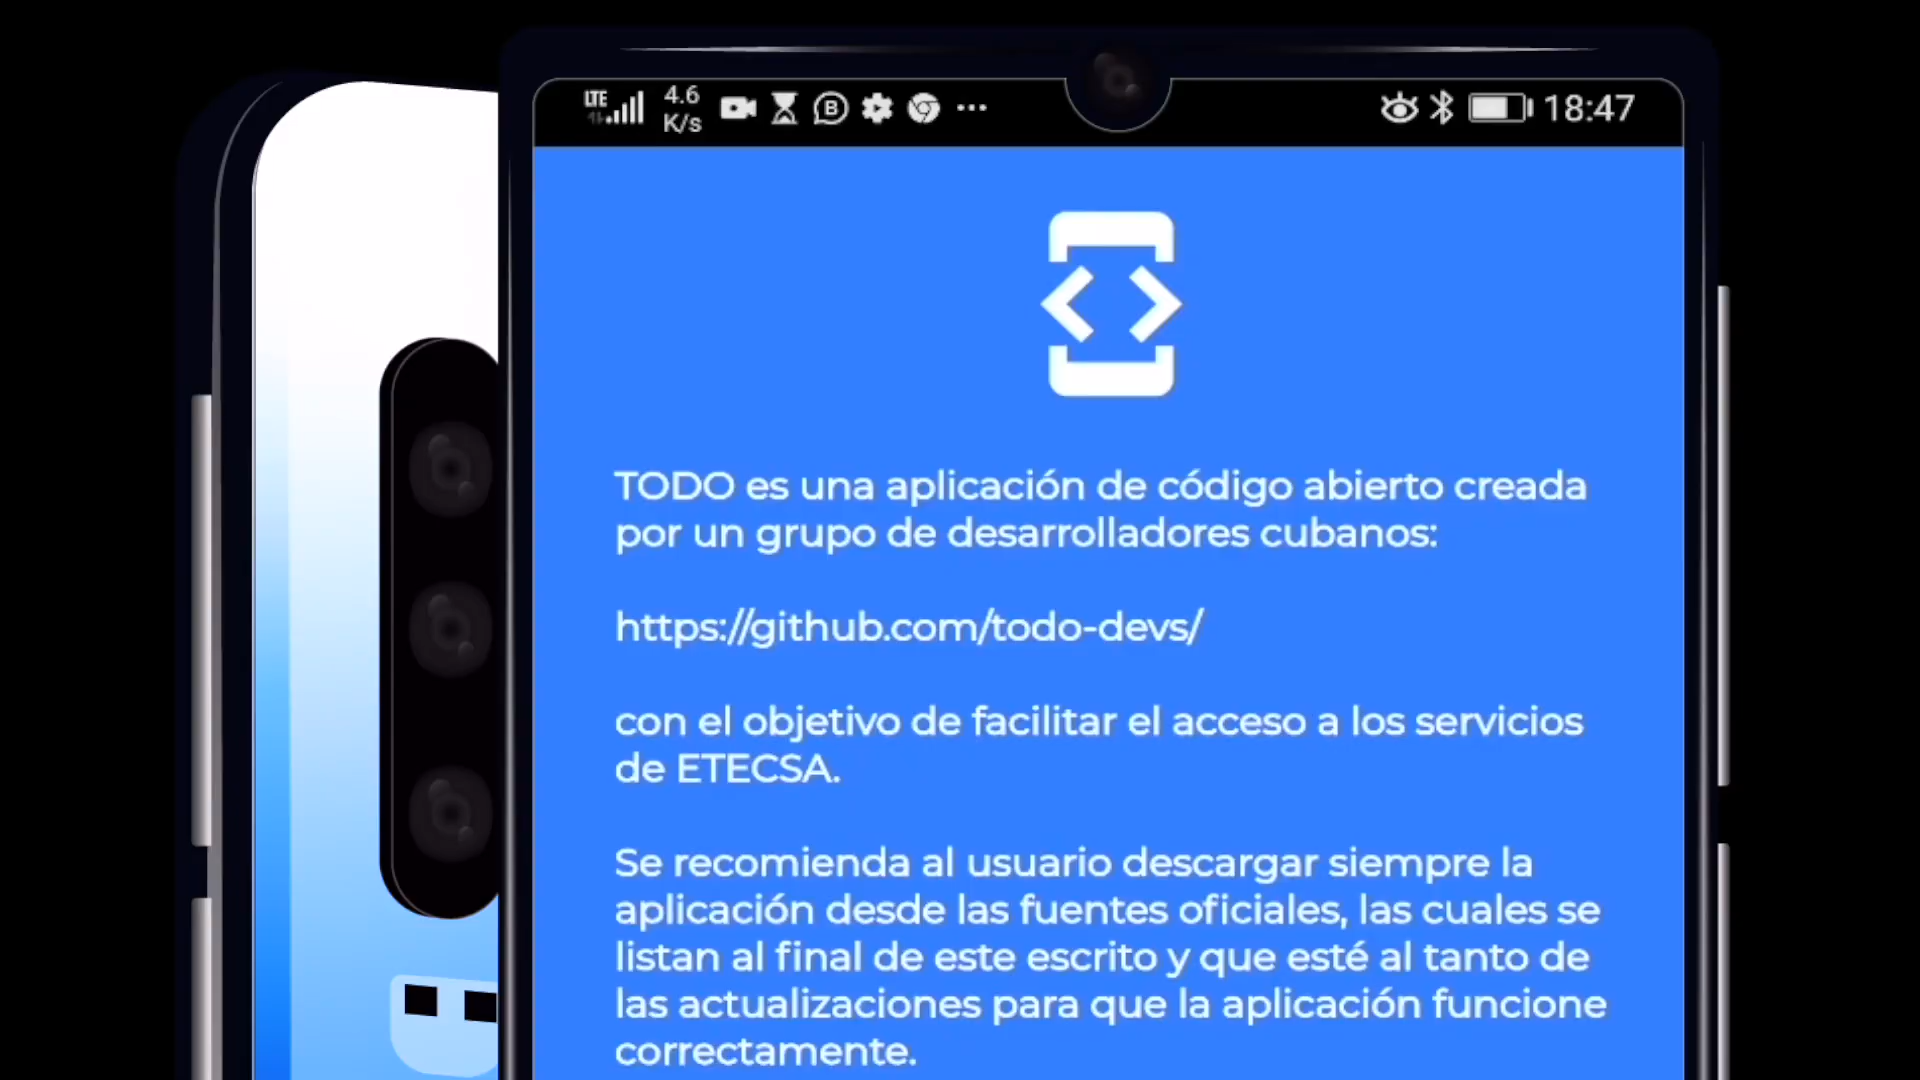 LTE 4.6 K/s 18:47
TODO es una aplicación de código abierto creada
por un grupo de desarrolladores cubanos:
https://github.com/todo-devs/
con el objetivo de facilitar el acceso a los servicios
de ETECSA.
Se recomienda al usuario descargar siempre la
aplicación desde las fuentes oficiales, las cuales se
listan al final de este escrito y que esté al tanto de
las actualizaciones para que la aplicación funcione
correctamente.